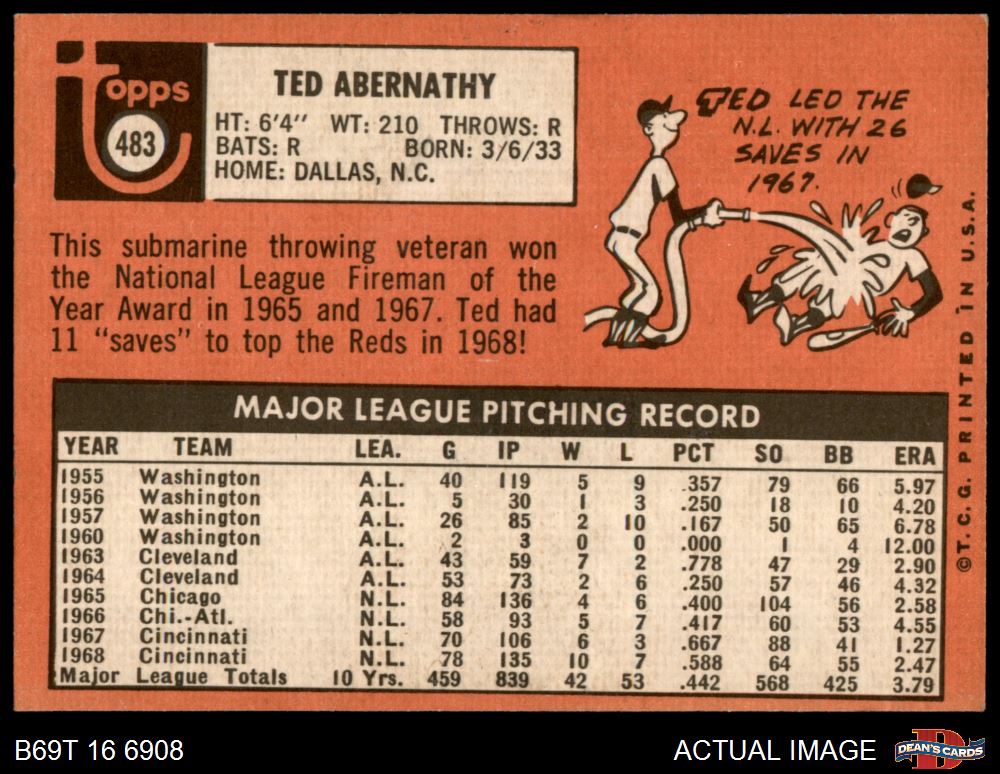 topps
483
TED ABERNATHY
HT: 6'4" WT: 210 THROWS: R
BATS: R BORN: 3/6/33
HOME: DALLAS, N.C.
TED LED THE
N.L. WITH 26
SAVES IN
1967.
This submarine throwing veteran won
the National League Fireman of the
Year Award in 1965 and 1967. Ted had
11 "saves" to top the Reds in 1968!
MAJOR LEAGUE PITCHING RECORD
YEAR TEAM LEA. G IP W L PCT SO BB ERA
1955 Washington A.L. 40 119 5 9 .357 79 66 5.97
1956 Washington A.L. 5 30 1 3 .250 18 10 4.20
1957 Washington A.L. 26 85 2 10 .167 50 65 6.78
1960 Washington A.L. 2 3 0 0 .000 1 4 12.00
1963 Cleveland A.L. 43 59 7 2 .778 47 29 2.90
1964 Cleveland A.L. 53 73 2 6 .250 57 46 4.32
1965 Chicago N.L. 84 136 4 6 .400 104 56 2.58
1966 Chi.-Atl. N.L. 58 93 5 7 .417 60 53 4.55
1967 Cincinnati N.L. 70 106 6 3 .667 88 41 1.27
1968 Cincinnati N.L. 78 135 10 7 .588 64 55 2.47
Major League Totals 10 Yrs. 459 839 42 53 .442 568 425 3.79
©T.C.G. PRINTED IN U.S.A.
B69T 16 6908
ACTUAL IMAGE
D
DEAN'S CARDS